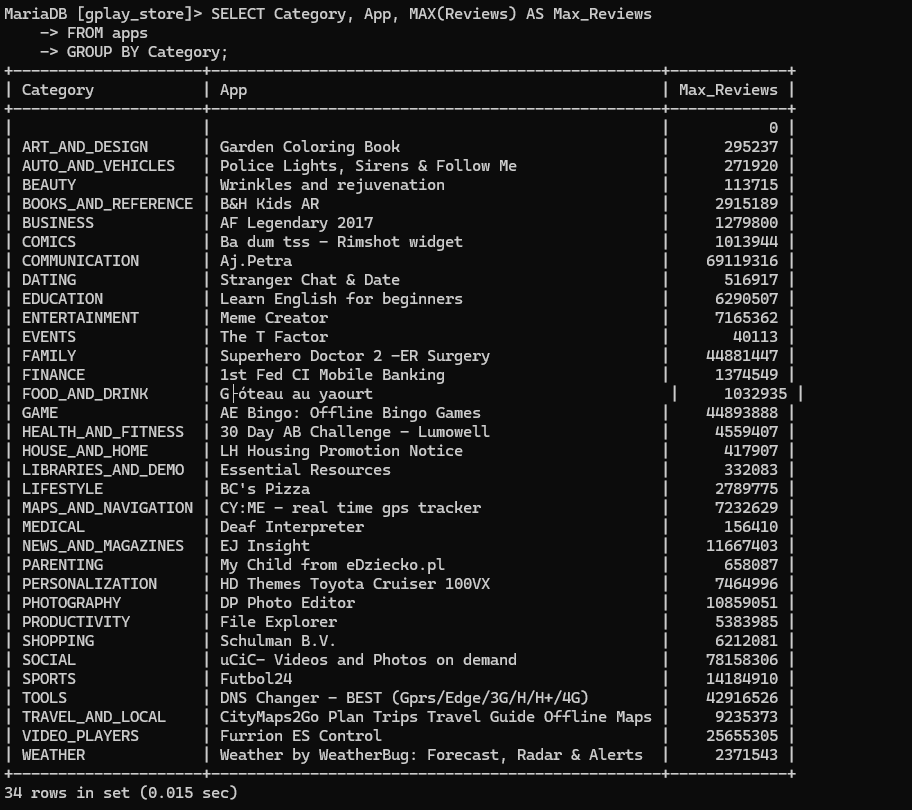 MariaDB [gplay_store]> SELECT Category, App, MAX(Reviews) AS Max_Reviews
    -> FROM apps
    -> GROUP BY Category;
+---------------------+------------------------------------------------+-------------+
| Category            | App                                            | Max_Reviews |
+---------------------+------------------------------------------------+-------------+
|                     |                                                |           0 |
| ART_AND_DESIGN      | Garden Coloring Book                           |      295237 |
| AUTO_AND_VEHICLES   | Police Lights, Sirens & Follow Me              |      271920 |
| BEAUTY              | Wrinkles and rejuvenation                      |      113715 |
| BOOKS_AND_REFERENCE | B&H Kids AR                                    |     2915189 |
| BUSINESS            | AF Legendary 2017                              |     1279800 |
| COMICS              | Ba dum tss - Rimshot widget                    |     1013944 |
| COMMUNICATION       | Aj.Petra                                       |    69119316 |
| DATING              | Stranger Chat & Date                           |      516917 |
| EDUCATION           | Learn English for beginners                    |     6290507 |
| ENTERTAINMENT       | Meme Creator                                   |     7165362 |
| EVENTS              | The T Factor                                   |       40113 |
| FAMILY              | Superhero Doctor 2 -ER Surgery                 |    44881447 |
| FINANCE             | 1st Fed CI Mobile Banking                      |     1374549 |
| FOOD_AND_DRINK      | G├óteau au yaourt                                 |     1032935 |
| GAME                | AE Bingo: Offline Bingo Games                  |    44893888 |
| HEALTH_AND_FITNESS  | 30 Day AB Challenge - Lumowell                 |     4559407 |
| HOUSE_AND_HOME      | LH Housing Promotion Notice                    |      417907 |
| LIBRARIES_AND_DEMO  | Essential Resources                            |      332083 |
| LIFESTYLE           | BC's Pizza                                     |     2789775 |
| MAPS_AND_NAVIGATION | CY:ME - real time gps tracker                  |     7232629 |
| MEDICAL             | Deaf Interpreter                               |      156410 |
| NEWS_AND_MAGAZINES  | EJ Insight                                     |    11667403 |
| PARENTING           | My Child from eDziecko.pl                      |      658087 |
| PERSONALIZATION     | HD Themes Toyota Cruiser 100VX                 |     7464996 |
| PHOTOGRAPHY         | DP Photo Editor                                |    10859051 |
| PRODUCTIVITY        | File Explorer                                  |     5383985 |
| SHOPPING            | Schulman B.V.                                  |     6212081 |
| SOCIAL              | uCiC- Videos and Photos on demand              |    78158306 |
| SPORTS              | Futbol24                                       |    14184910 |
| TOOLS               | DNS Changer - BEST (Gprs/Edge/3G/H/H+/4G)      |    42916526 |
| TRAVEL_AND_LOCAL    | CityMaps2Go Plan Trips Travel Guide Offline Maps |     9235373 |
| VIDEO_PLAYERS       | Furrion ES Control                             |    25655305 |
| WEATHER             | Weather by WeatherBug: Forecast, Radar & Alerts |     2371543 |
+---------------------+------------------------------------------------+-------------+
34 rows in set (0.015 sec)